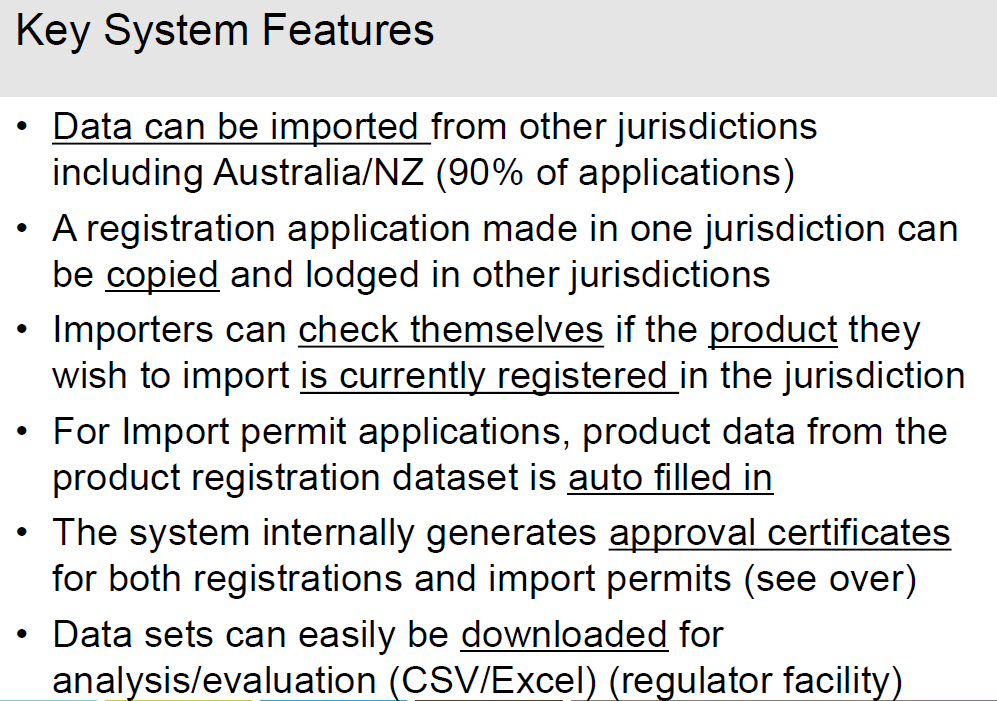 Key System Features
• Data can be imported from other jurisdictions
including Australia/NZ (90% of applications)
• A registration application made in one jurisdiction can
be copied and lodged in other jurisdictions
• Importers can check themselves if the product they
wish to import is currently registered in the jurisdiction
• For Import permit applications, product data from the
product registration dataset is auto filled in
• The system internally generates approval certificates
for both registrations and import permits (see over)
• Data sets can easily be downloaded for
analysis/evaluation (CSV/Excel) (regulator facility)